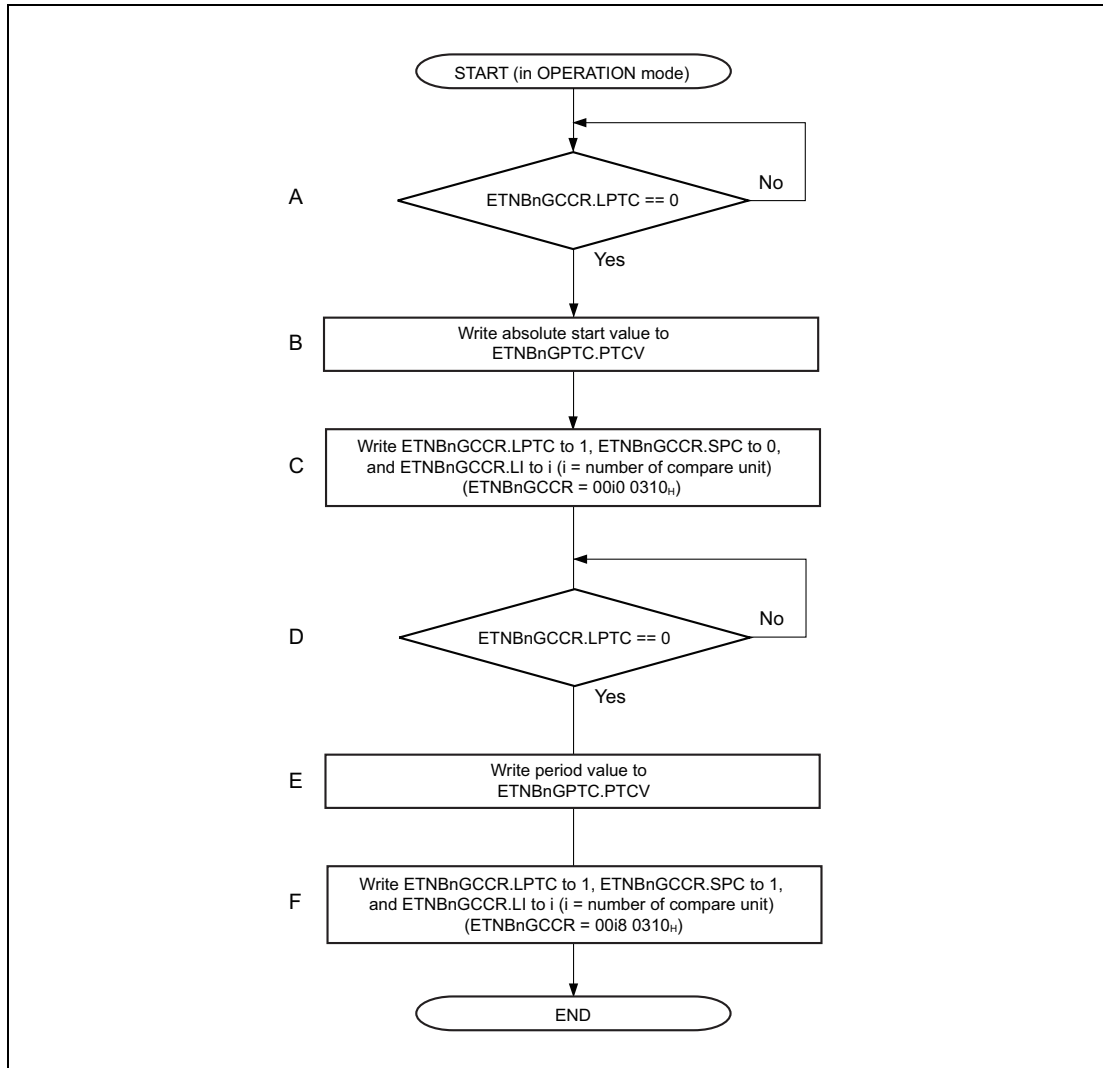 START (in OPERATION mode)
A
ETNBnGCCR.LPTC == 0
No
Yes
B
Write absolute start value to
ETNBnGPTC.PTCV
C
Write ETNBnGCCR.LPTC to 1, ETNBnGCCR.SPC to 0,
and ETNBnGCCR.LI to i (i = number of compare unit)
(ETNBnGCCR = 00i0 0310H)
D
ETNBnGCCR.LPTC == 0
No
Yes
E
Write period value to
ETNBnGPTC.PTCV
F
Write ETNBnGCCR.LPTC to 1, ETNBnGCCR.SPC to 1,
and ETNBnGCCR.LI to i (i = number of compare unit)
(ETNBnGCCR = 00i8 0310H)
END